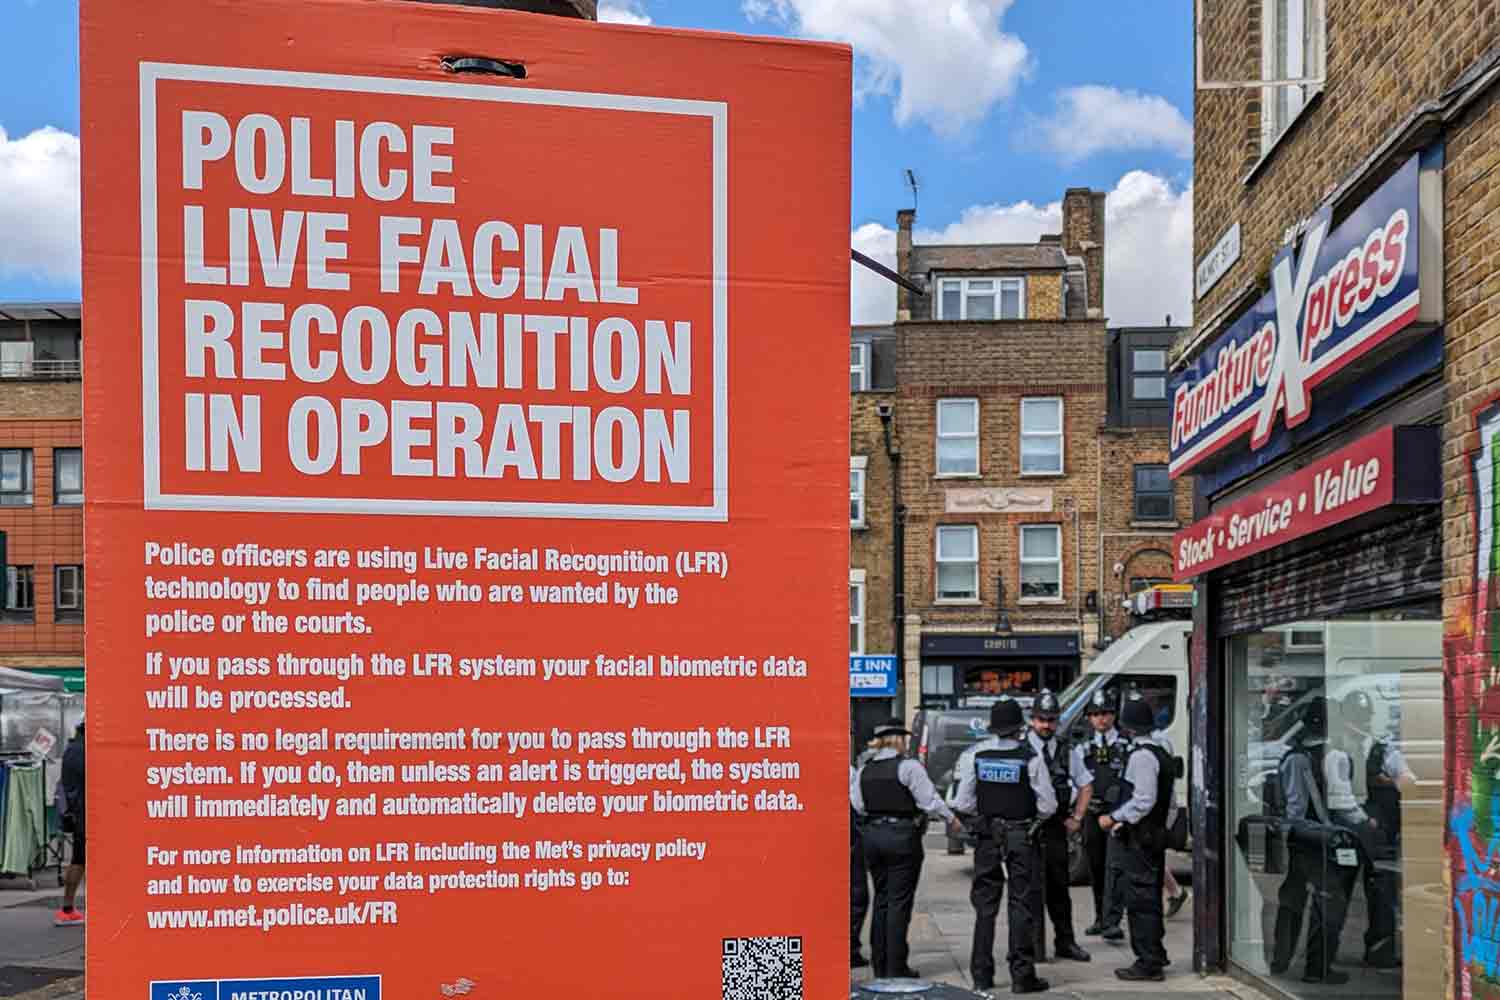 POLICE
LIVE FACIAL
RECOGNITION
IN OPERATION
Police officers are using Live Facial Recognition (LFR)
technology to find people who are wanted by the
police or the courts.
If you pass through the LFR system your facial biometric data
will be processed.
There is no legal requirement for you to pass through the LFR
system. If you do, then unless an alert is triggered, the system
will immediately and automatically delete your biometric data.
For more information on LFR including the Met's privacy policy
and how to exercise your data protection rights go to:
www.met.police.uk/FR
METROPOLITAN
LE INN
POLICE
Furniture Xpress
Stock • Service • Value